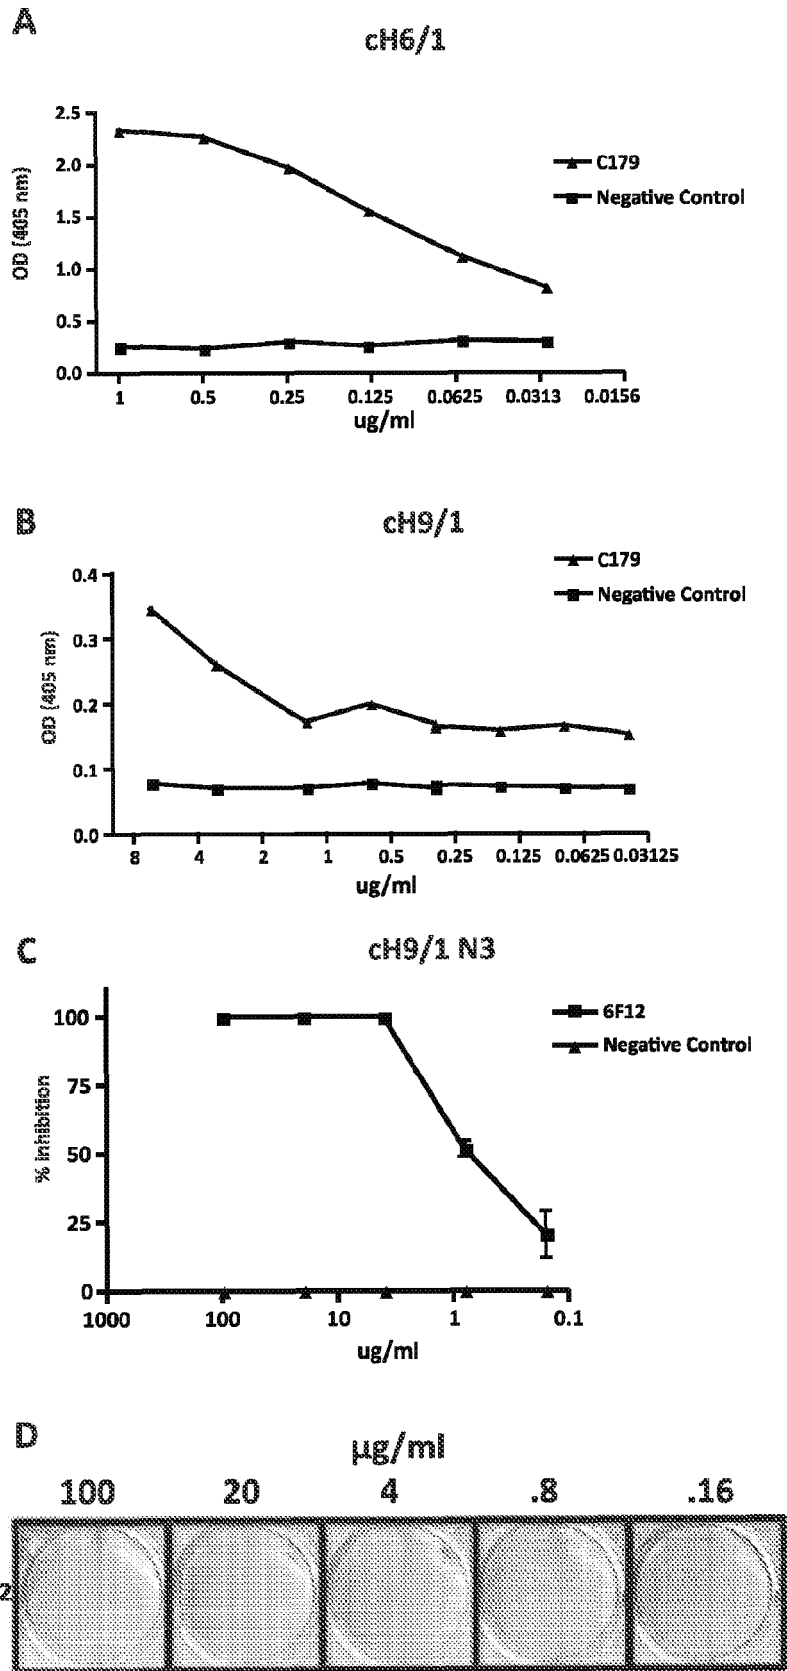 A
cH6/1
2.5
2.0
1.5
1.0
0.5
0.0
OD (405 nm)
C179
Negative Control
1 0.5 0.25 0.125 0.0625 0.0313 0.0156
ug/ml
B
cH9/1
0.4
0.3
0.2
0.1
0.0
OD (405 nm)
C179
Negative Control
8 4 2 1 0.5 0.25 0.125 0.0625 0.03125
ug/ml
C
cH9/1 N3
100
75
50
25
0
% inhibition
6F12
Negative Control
1000 100 10 1 0.1
ug/ml
D
µg/ml
100 20 4 .8 .16
2